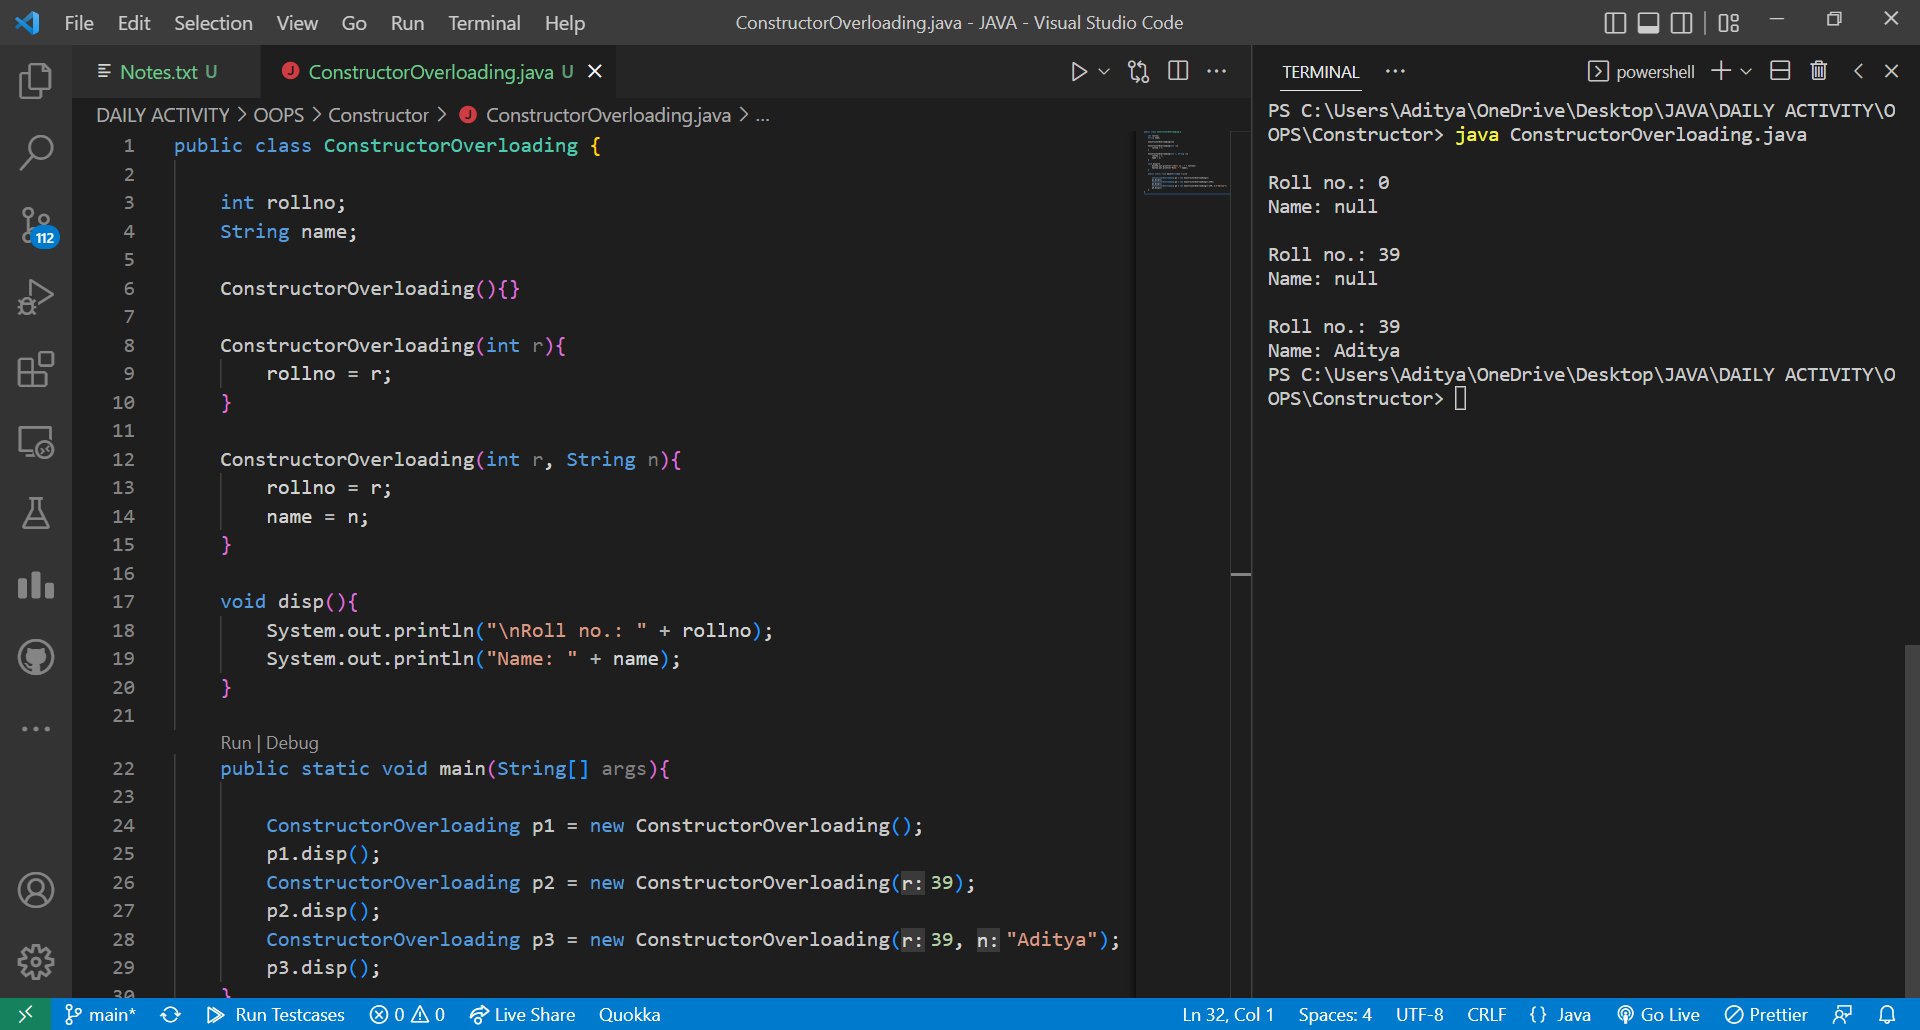 File Edit Selection View Go Run Terminal Help
ConstructorOverloading.java - JAVA - Visual Studio Code
Notes.txt U
J ConstructorOverloading.java U
DAILY ACTIVITY > OOPS > Constructor > J ConstructorOverloading.java > ...
1 public class ConstructorOverloading {
2
3 int rollno;
4 String name;
5
6 ConstructorOverloading(){}
7
8 ConstructorOverloading(int r){
9 rollno = r;
10 }
11
12 ConstructorOverloading(int r, String n){
13 rollno = r;
14 name = n;
15 }
16
17 void disp(){
18 System.out.println("\nRoll no.: " + rollno);
19 System.out.println("Name: " + name);
20 }
21
Run | Debug
22 public static void main(String[] args){
23
24 ConstructorOverloading p1 = new ConstructorOverloading();
25 p1.disp();
26 ConstructorOverloading p2 = new ConstructorOverloading(r: 39);
27 p2.disp();
28 ConstructorOverloading p3 = new ConstructorOverloading(r: 39, n: "Aditya");
29 p3.disp();
30 }
112
TERMINAL ... powershell
PS C:\Users\Aditya\OneDrive\Desktop\JAVA\DAILY ACTIVITY\O
OPS\Constructor> java ConstructorOverloading.java
Roll no.: 0
Name: null
Roll no.: 39
Name: null
Roll no.: 39
Name: Aditya
PS C:\Users\Aditya\OneDrive\Desktop\JAVA\DAILY ACTIVITY\O
OPS\Constructor>
main* Run Testcases 0 0 Live Share Quokka Ln 32, Col 1 Spaces: 4 UTF-8 CRLF {} Java Go Live Prettier